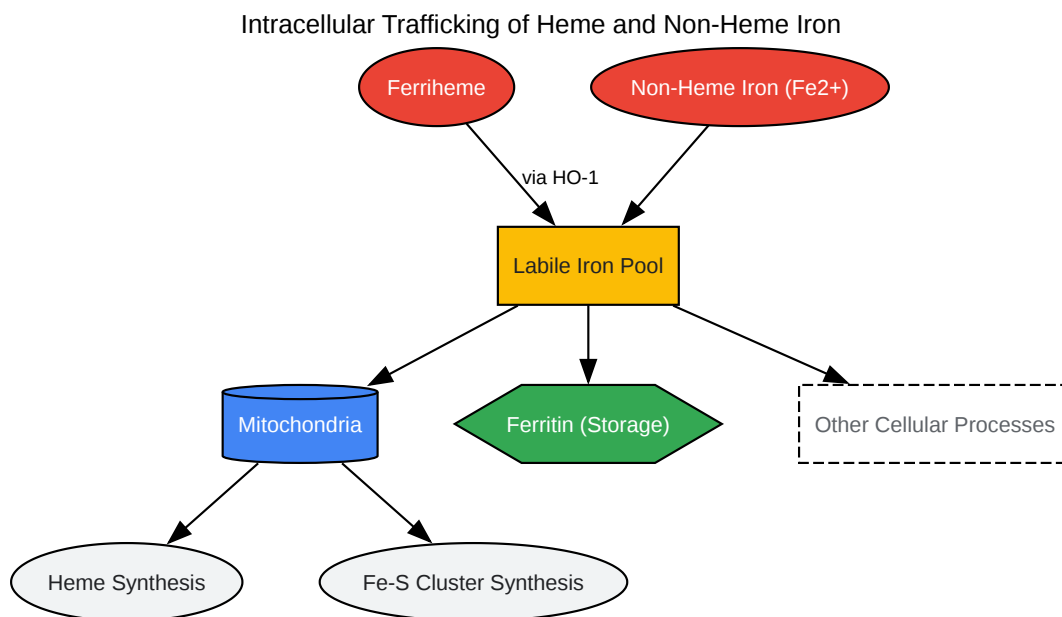 Intracellular Trafficking of Heme and Non-Heme Iron
Ferriheme
Non-Heme Iron (Fe2+)
via HO-1
Labile Iron Pool
Mitochondria
Ferritin (Storage)
Other Cellular Processes
Heme Synthesis
Fe-S Cluster Synthesis